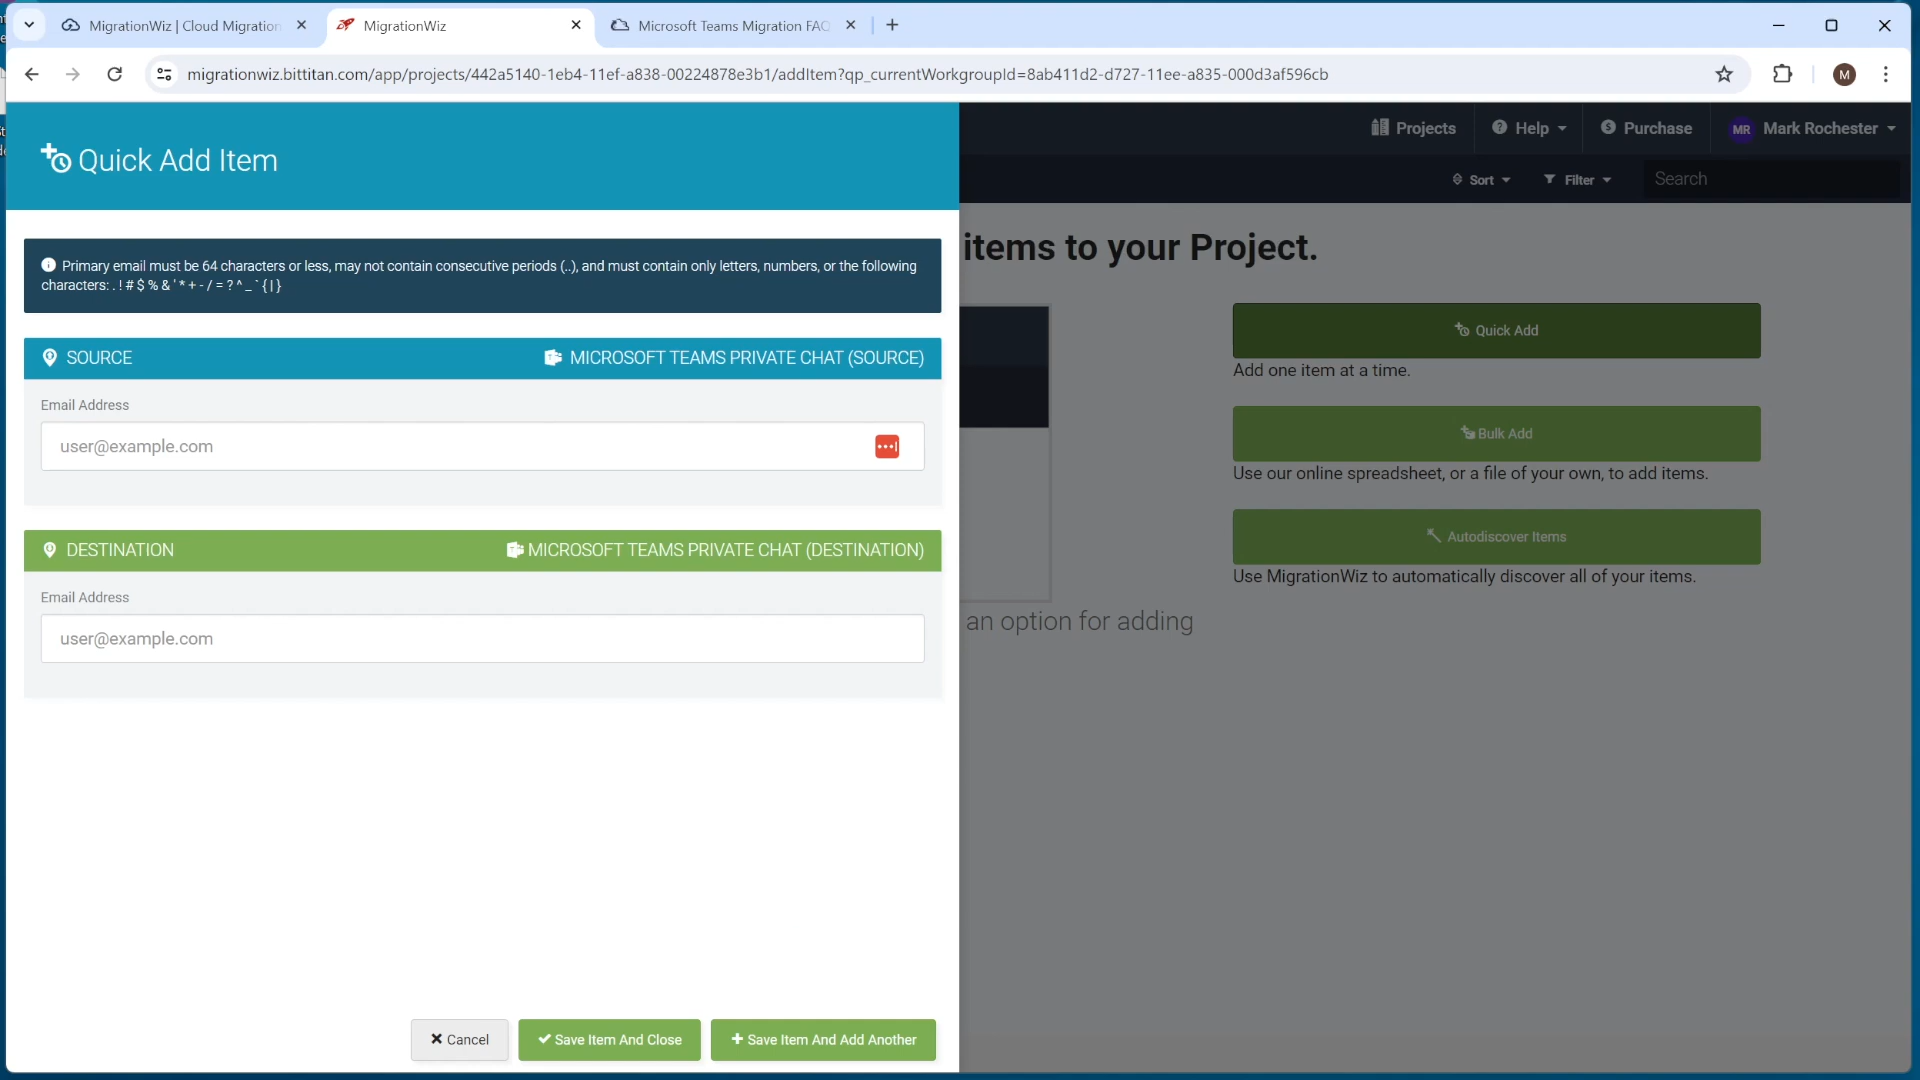 MigrationWiz | Cloud Migration
MigrationWiz
Microsoft Teams Migration FAQ
migrationwiz.bittitan.com/app/projects/442a5140-1eb4-11ef-a838-00224878e3b1/addItem?qp_currentWorkgroupId=8ab411d2-d727-11ee-a835-000d3af596cb
M
Quick Add Item
Projects
Help
Purchase
MR
Mark Rochester
Sort
Filter
Search
Primary email must be 64 characters or less, may not contain consecutive periods (..), and must contain only letters, numbers, or the following
characters: . ! # $ % & ' * + - / = ? ^ _ ` { | }
items to your Project.
SOURCE
MICROSOFT TEAMS PRIVATE CHAT (SOURCE)
Email Address
user@example.com
Quick Add
Add one item at a time.
Bulk Add
Use our online spreadsheet, or a file of your own, to add items.
Autodiscover Items
Use MigrationWiz to automatically discover all of your items.
DESTINATION
MICROSOFT TEAMS PRIVATE CHAT (DESTINATION)
Email Address
user@example.com
an option for adding
Cancel
Save Item And Close
Save Item And Add Another